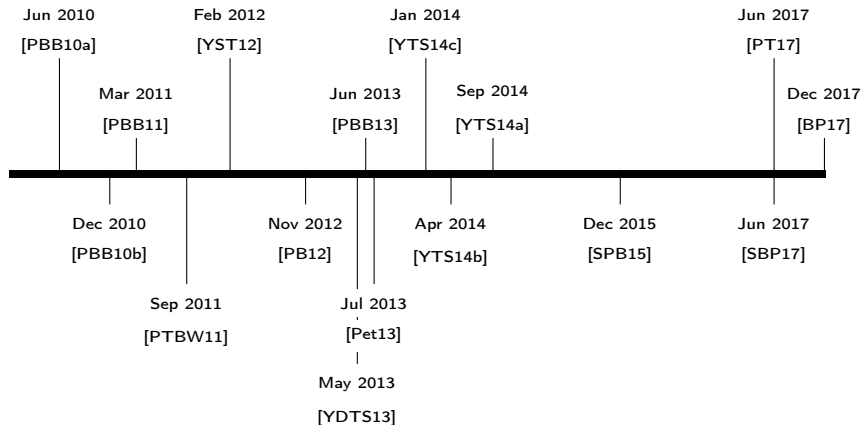 Jun 2010
[PBB10a]
Feb 2012
[YST12]
Jan 2014
[YTS14c]
Jun 2017
[PT17]
Mar 2011
[PBB11]
Jun 2013
[PBB13]
Sep 2014
[YTS14a]
Dec 2017
[BP17]
Dec 2010
[PBB10b]
Nov 2012
[PB12]
Apr 2014
[YTS14b]
Dec 2015
[SPB15]
Jun 2017
[SBP17]
Sep 2011
[PTBW11]
Jul 2013
[Pet13]
May 2013
[YDTS13]